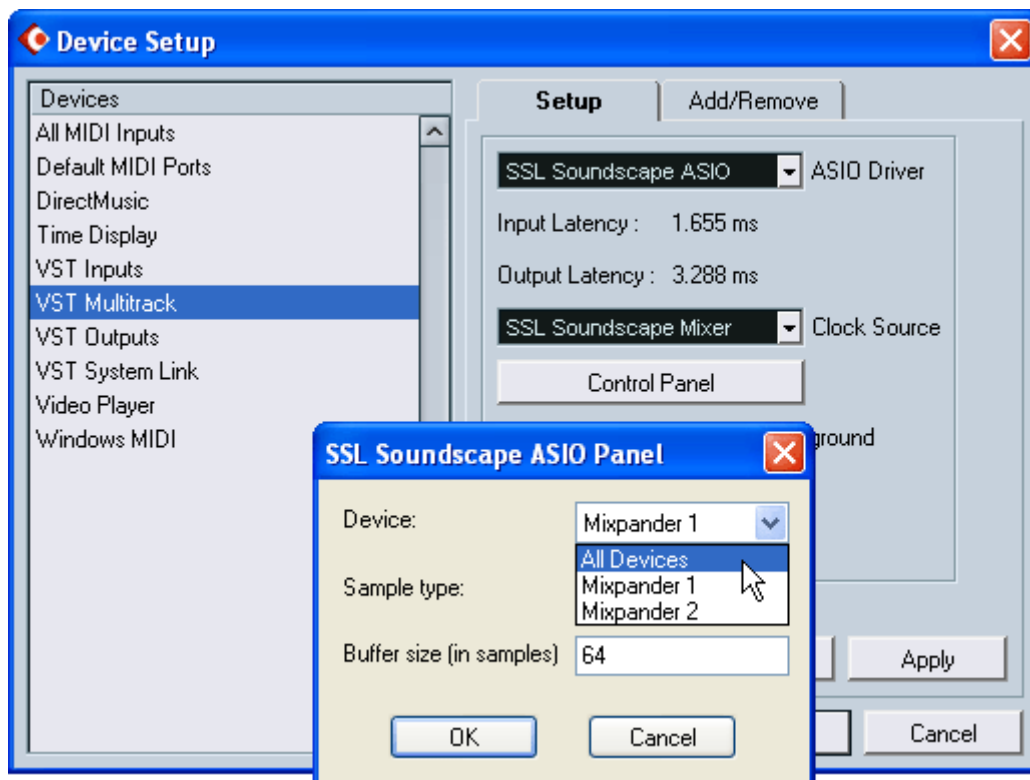 Device Setup
Devices
All MIDI Inputs
Default MIDI Ports
DirectMusic
Time Display
VST Inputs
VST Multitrack
VST Outputs
VST System Link
Video Player
Windows MIDI
Setup
Add/Remove
SSL Soundscape ASIO
ASIO Driver
Input Latency : 1.655 ms
Output Latency : 3.288 ms
SSL Soundscape Mixer
Clock Source
Control Panel
ground
Apply
Cancel
SSL Soundscape ASIO Panel
Device:
Mixpander 1
All Devices
Mixpander 1
Mixpander 2
Sample type:
Buffer size (in samples)
64
OK
Cancel